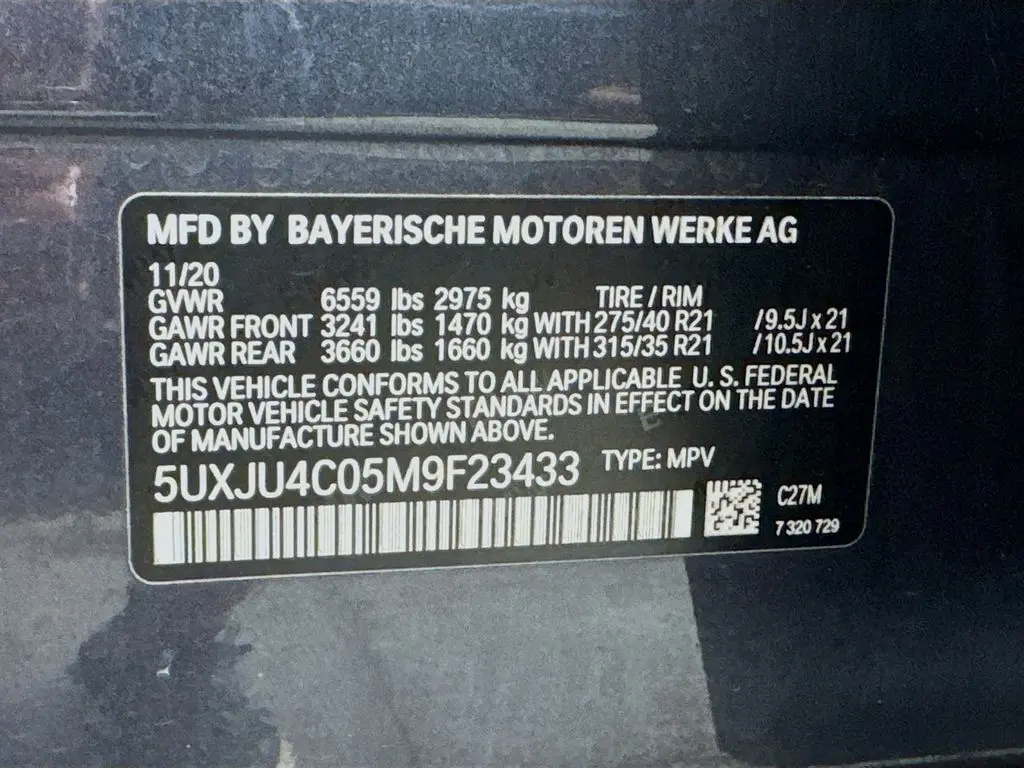 MFD BY BAYERISCHE MOTOREN WERKE AG
11/20
GVWR 6559 lbs 2975 kg TIRE / RIM
GAWR FRONT 3241 lbs 1470 kg WITH 275/40 R21 /9.5J x 21
GAWR REAR 3660 lbs 1660 kg WITH 315/35 R21 /10.5J x 21
THIS VEHICLE CONFORMS TO ALL APPLICABLE U. S. FEDERAL
MOTOR VEHICLE SAFETY STANDARDS IN EFFECT ON THE DATE
OF MANUFACTURE SHOWN ABOVE.
5UXJU4C05M9F23433 TYPE: MPV
C27M
7 320 729